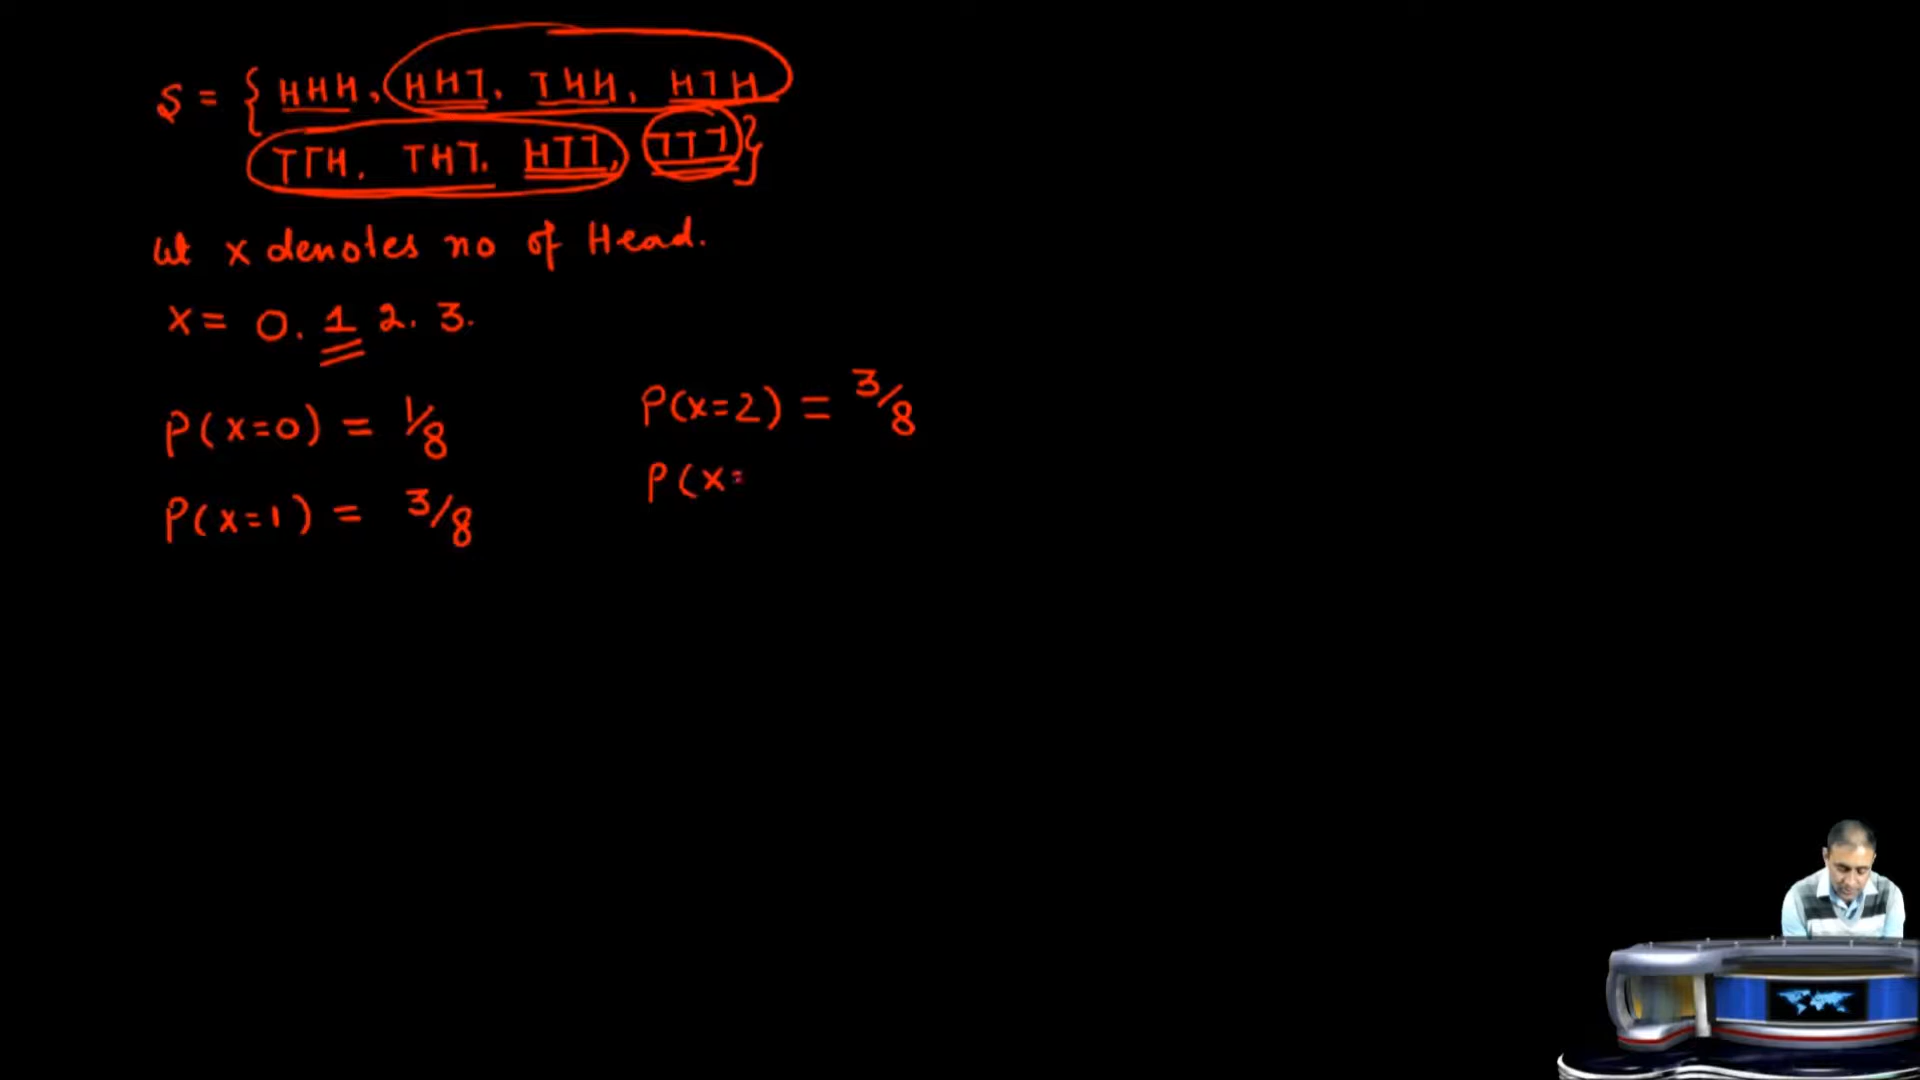 S = { HHH, HHT, THH, HTH
TTH. THT. HTT, TTT }
let x denotes no of Head.
x = 0. 1 2. 3.
P(x=0) = 1/8
P(x=1) = 3/8
P(x=2) = 3/8
P(x=